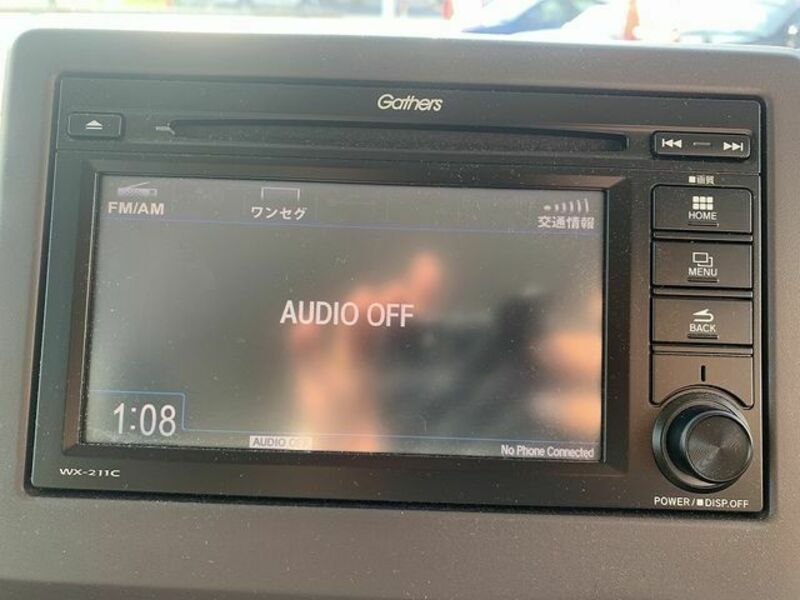 Gathers
■画質
HOME
MENU
BACK
FM/AM
ワンセグ
交通情報
AUDIO OFF
1:08
AUDIO OFF
No Phone Connected
WX-211C
POWER/■DISP.OFF